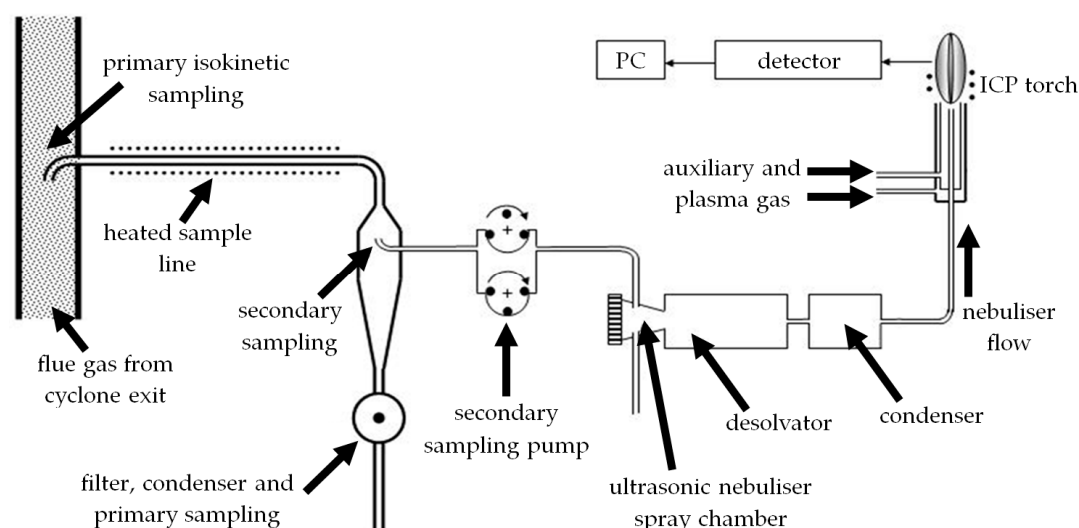 primary isokinetic
sampling
PC
detector
ICP torch
auxiliary and
plasma gas
heated sample
line
secondary
sampling
nebuliser
flow
flue gas from
cyclone exit
secondary
sampling pump
desolvator
condenser
filter, condenser and
primary sampling
ultrasonic nebuliser
spray chamber